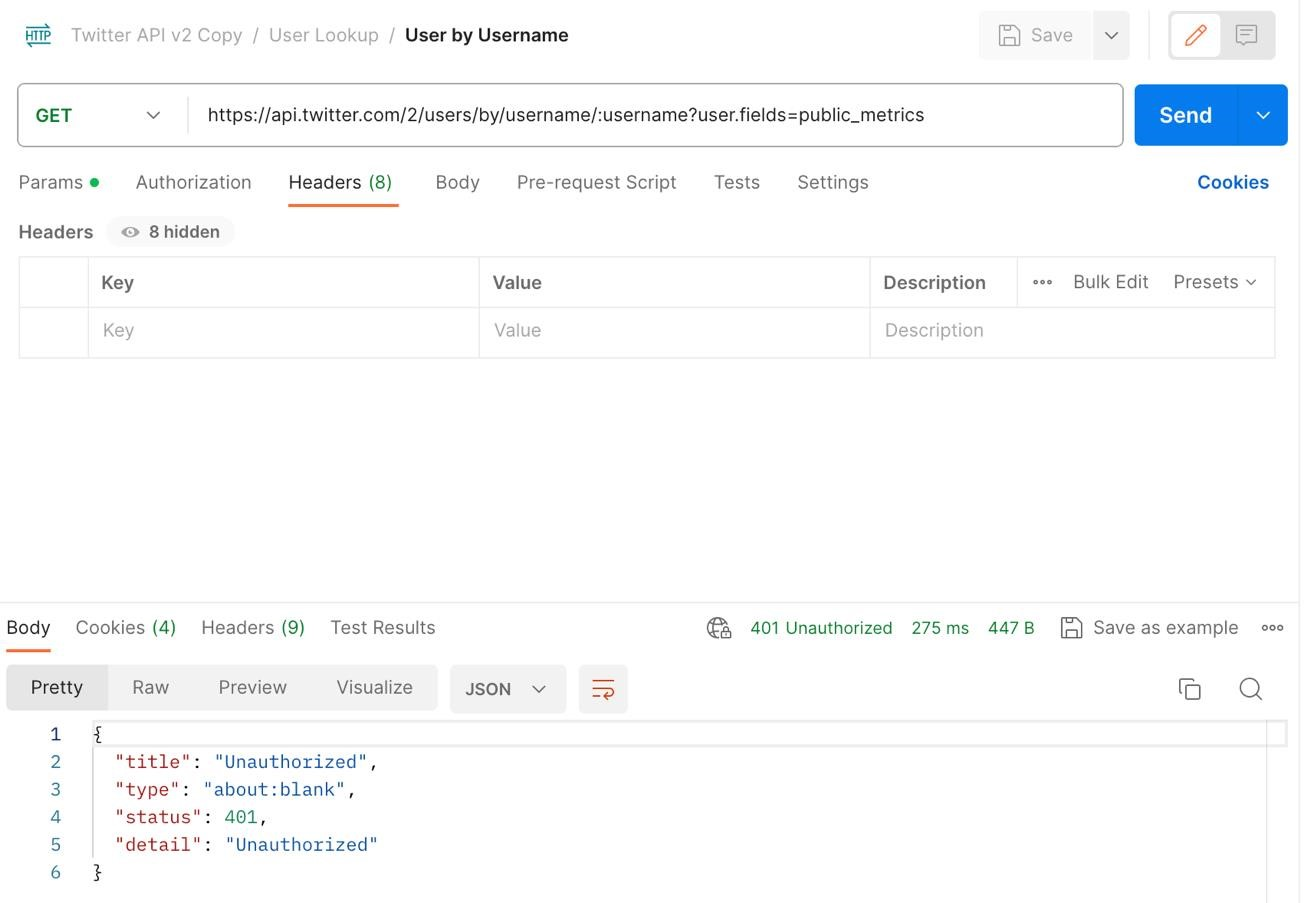 HTTP Twitter API v2 Copy / User Lookup / User by Username Save
GET https://api.twitter.com/2/users/by/username/:username?user.fields=public_metrics Send
Params Authorization Headers (8) Body Pre-request Script Tests Settings Cookies
Headers 8 hidden
Key Value Description Bulk Edit Presets
Key Value Description
Body Cookies (4) Headers (9) Test Results 401 Unauthorized 275 ms 447 B Save as example
Pretty Raw Preview Visualize JSON
1 {
2 "title": "Unauthorized",
3 "type": "about:blank",
4 "status": 401,
5 "detail": "Unauthorized"
6 }